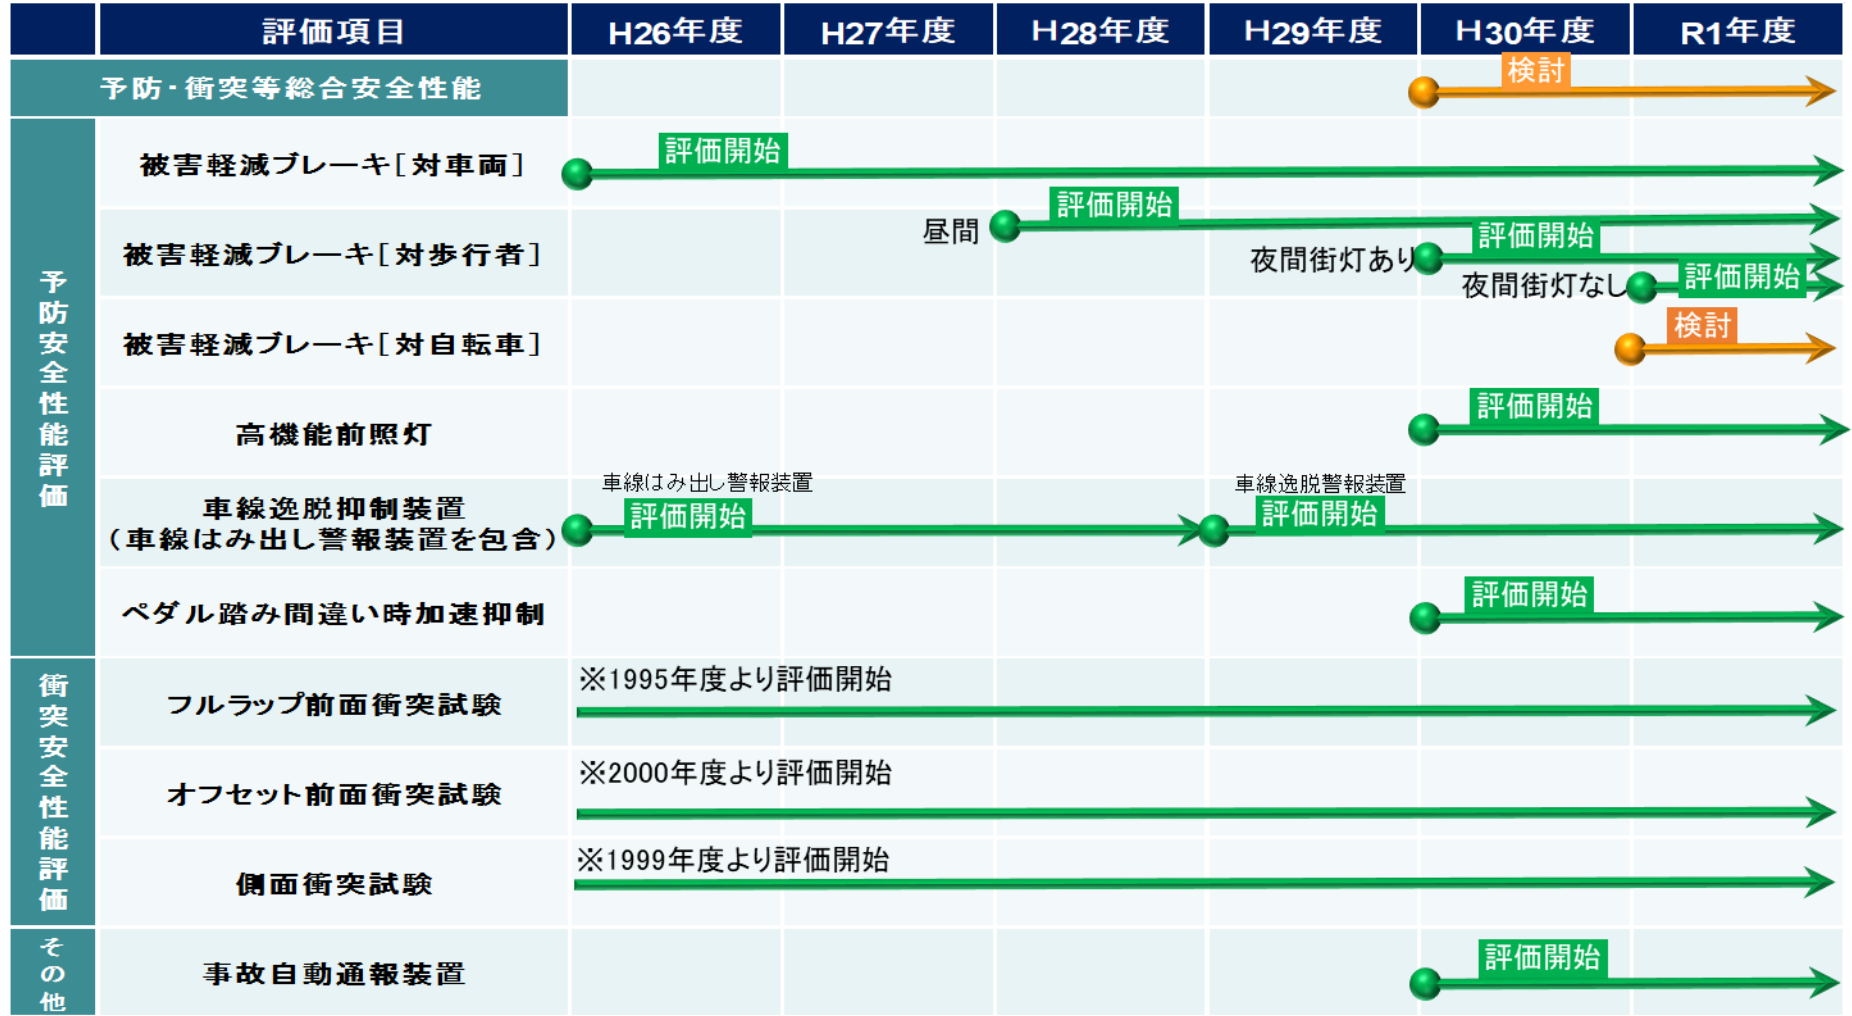 評価項目 H26年度 H27年度 H28年度 H29年度 H30年度 R1年度
予防・衝突等総合安全性能
検討
予防安全性能評価
被害軽減ブレーキ[対車両]
評価開始
被害軽減ブレーキ[対歩行者]
昼間 評価開始
夜間街灯あり 評価開始
夜間街灯なし 評価開始
被害軽減ブレーキ[対自転車]
検討
高機能前照灯
評価開始
車線逸脱抑制装置
(車線はみ出し警報装置を包含)
車線はみ出し警報装置
評価開始
車線逸脱警報装置
評価開始
ペダル踏み間違い時加速抑制
評価開始
衝突安全性能評価
フルラップ前面衝突試験
※1995年度より評価開始
オフセット前面衝突試験
※2000年度より評価開始
側面衝突試験
※1999年度より評価開始
その他
事故自動通報装置
評価開始